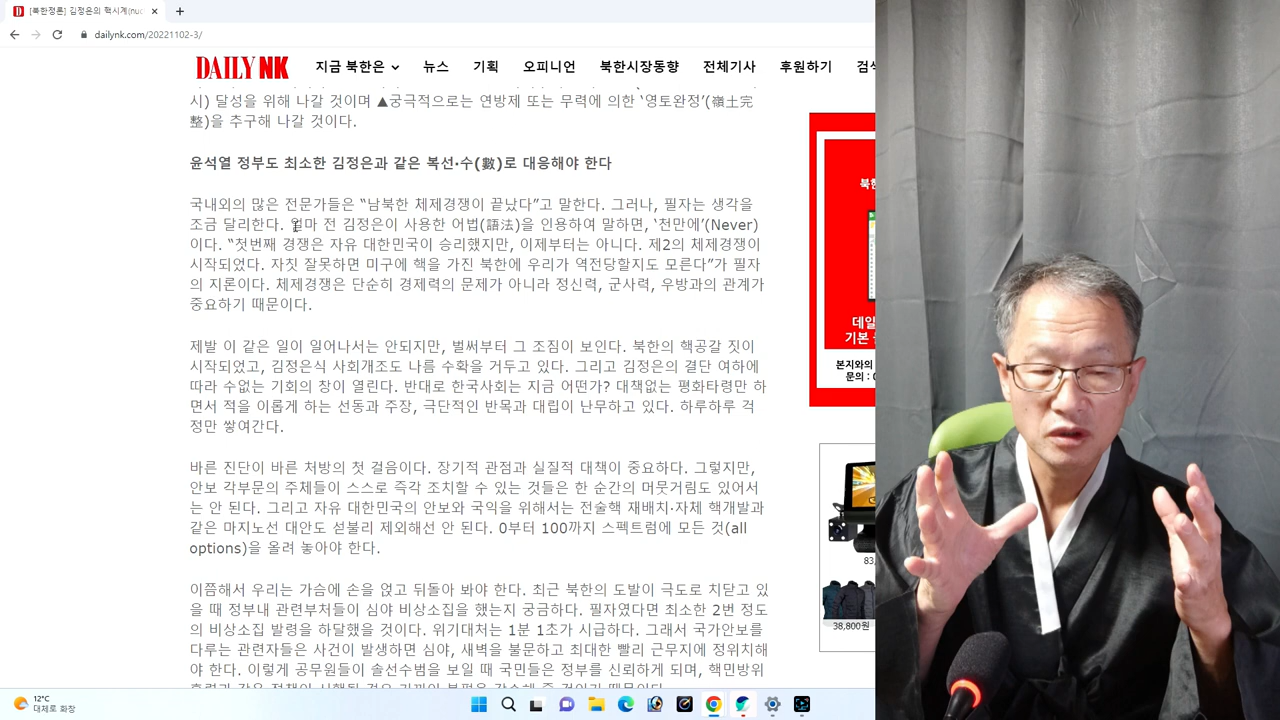 [북한정론] 김정은의 핵시계(nuc
dailynk.com/20221102-3/
DAILY NK
지금 북한은 뉴스 기획 오피니언 북한시장동향 전체기사 후원하기 검색
시) 달성을 위해 나갈 것이며 ▲궁극적으로는 연방제 또는 무력에 의한 ‘영토완정’(嶺土完
整)을 추구해 나갈 것이다.
윤석열 정부도 최소한 김정은과 같은 복선·수(數)로 대응해야 한다
국내외의 많은 전문가들은 “남북한 체제경쟁이 끝났다”고 말한다. 그러나, 필자는 생각을
조금 달리한다. 얼마 전 김정은이 사용한 어법(語法)을 인용하여 말하면, ‘천만에’(Never)
이다. “첫번째 경쟁은 자유 대한민국이 승리했지만, 이제부터는 아니다. 제2의 체제경쟁이
시작되었다. 자칫 잘못하면 미구에 핵을 가진 북한에 우리가 역전당할지도 모른다”가 필자
의 지론이다. 체제경쟁은 단순히 경제력의 문제가 아니라 정신력, 군사력, 우방과의 관계가
중요하기 때문이다.
제발 이 같은 일이 일어나서는 안되지만, 벌써부터 그 조짐이 보인다. 북한의 핵공갈 짓이
시작되었고, 김정은식 사회개조도 나름 수확을 거두고 있다. 그리고 김정은의 결단 여하에
따라 수없는 기회의 창이 열린다. 반대로 한국사회는 지금 어떤가? 대책없는 평화타령만 하
면서 적을 이롭게 하는 선동과 주장, 극단적인 반목과 대립이 난무하고 있다. 하루하루 걱
정만 쌓여간다.
바른 진단이 바른 처방의 첫 걸음이다. 장기적 관점과 실질적 대책이 중요하다. 그렇지만,
안보 각부문의 주체들이 스스로 즉각 조치할 수 있는 것들은 한 순간의 머뭇거림도 있어서
는 안 된다. 그리고 자유 대한민국의 안보와 국익을 위해서는 전술핵 재배치·자체 핵개발과
같은 마지노선 대안도 섣불리 제외해선 안 된다. 0부터 100까지 스펙트럼에 모든 것(all
options)을 올려 놓아야 한다.
이쯤해서 우리는 가슴에 손을 얹고 뒤돌아 봐야 한다. 최근 북한의 도발이 극도로 치닫고 있
을 때 정부내 관련부처들이 심야 비상소집을 했는지 궁금하다. 필자였다면 최소한 2번 정도
의 비상소집 발령을 하달했을 것이다. 위기대처는 1분 1초가 시급하다. 그래서 국가안보를
다루는 관련자들은 사건이 발생하면 심야, 새벽을 불문하고 최대한 빨리 근무지에 정위치해
야 한다. 이렇게 공무원들이 솔선수범을 보일 때 국민들은 정부를 신뢰하게 되며, 핵민방위
북한
데일
기본
본지와의
문의 : 0
83,
38,800원
12°C
대체로 화창